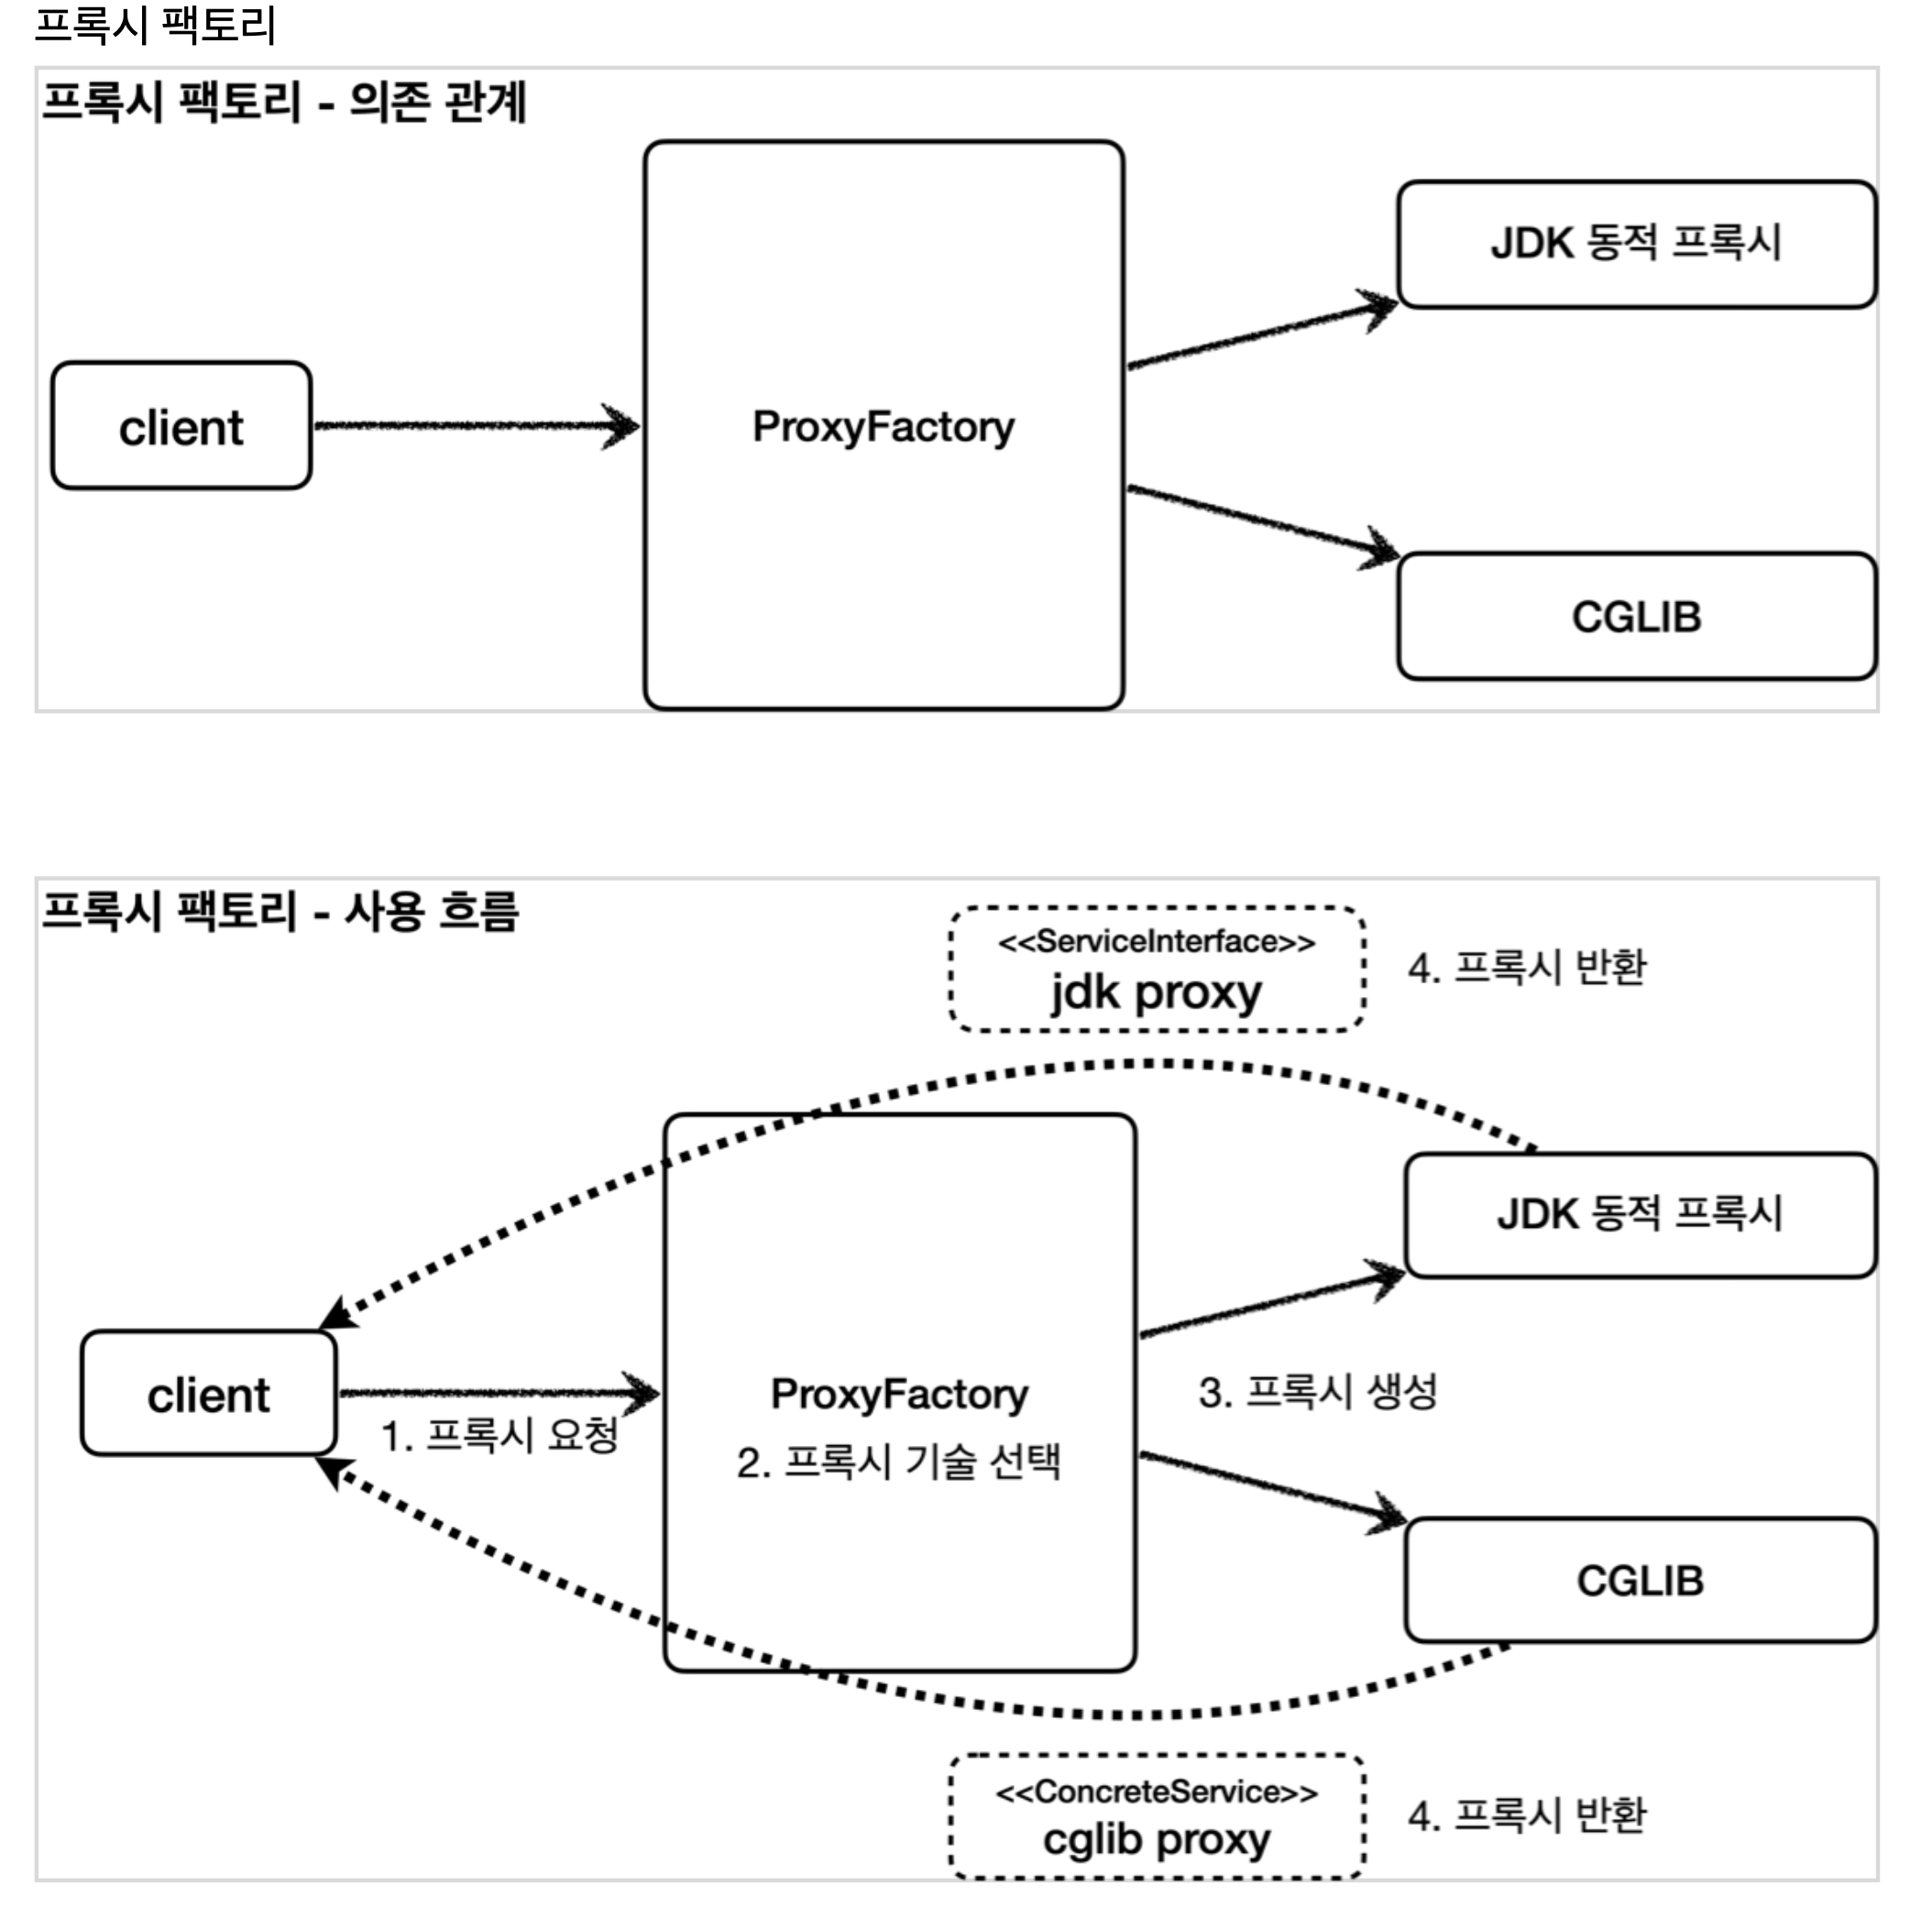 프록시 팩토리
프록시 팩토리 - 의존 관계
JDK 동적 프록시
client
ProxyFactory
CGLIB
프록시 팩토리 - 사용 흐름
<<ServiceInterface>>
jdk proxy
4. 프록시 반환
JDK 동적 프록시
client
1. 프록시 요청
ProxyFactory
2. 프록시 기술 선택
3. 프록시 생성
CGLIB
<<ConcreteService>>
cglib proxy
4. 프록시 반환